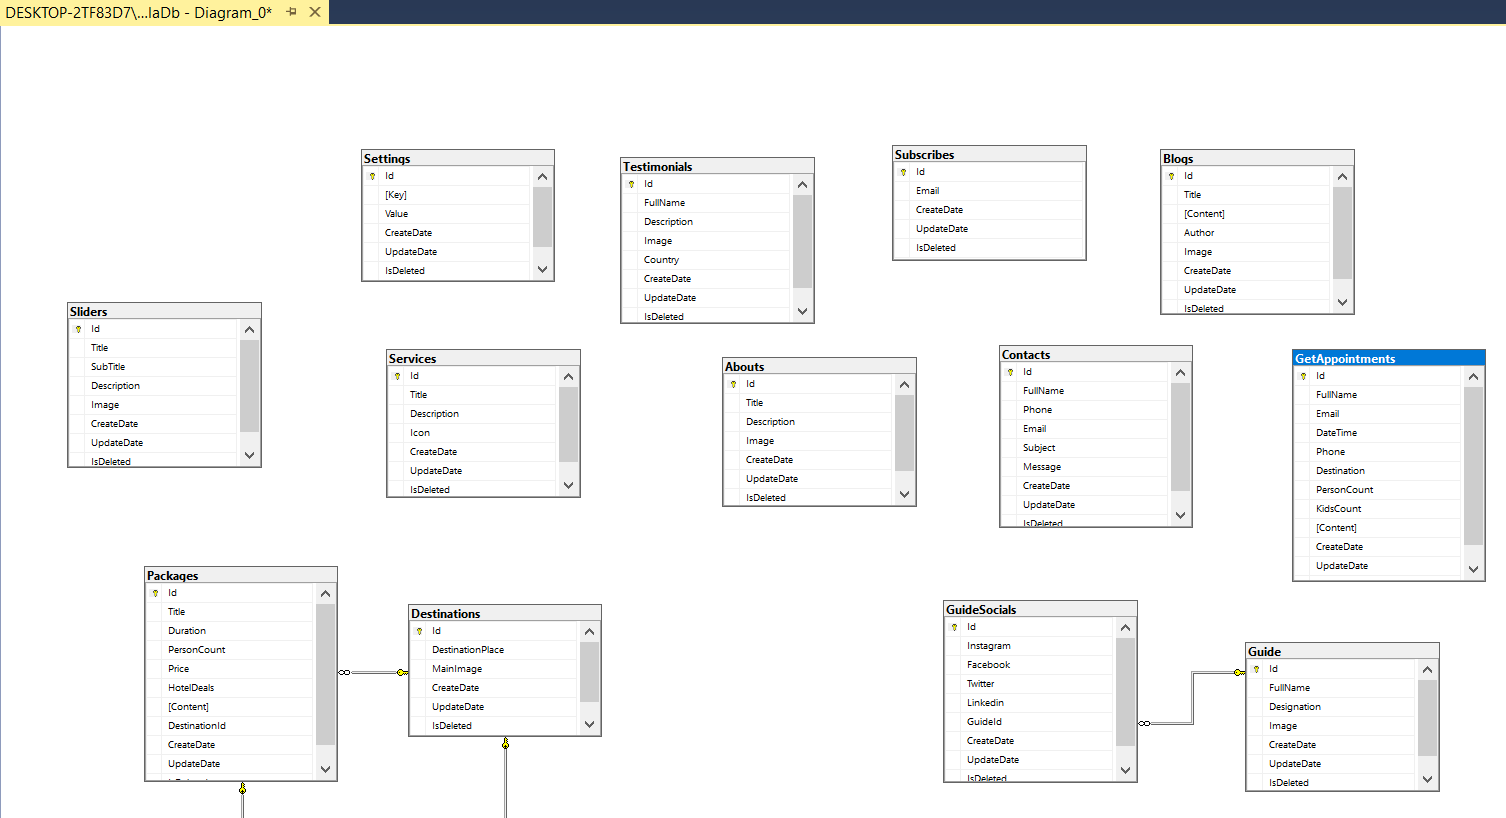 DESKTOP-2TF83D7\...laDb - Diagram_0*
Settings
Id
[Key]
Value
CreateDate
UpdateDate
IsDeleted
Testimonials
Id
FullName
Description
Image
Country
CreateDate
UpdateDate
IsDeleted
Subscribes
Id
Email
CreateDate
UpdateDate
IsDeleted
Blogs
Id
Title
[Content]
Author
Image
CreateDate
UpdateDate
IsDeleted
Sliders
Id
Title
SubTitle
Description
Image
CreateDate
UpdateDate
IsDeleted
Services
Id
Title
Description
Icon
CreateDate
UpdateDate
IsDeleted
Abouts
Id
Title
Description
Image
CreateDate
UpdateDate
IsDeleted
Contacts
Id
FullName
Phone
Email
Subject
Message
CreateDate
UpdateDate
IsDeleted
GetAppointments
Id
FullName
Email
DateTime
Phone
Destination
PersonCount
KidsCount
[Content]
CreateDate
UpdateDate
Packages
Id
Title
Duration
PersonCount
Price
HotelDeals
[Content]
DestinationId
CreateDate
UpdateDate
Destinations
Id
DestinationPlace
MainImage
CreateDate
UpdateDate
IsDeleted
GuideSocials
Id
Instagram
Facebook
Twitter
Linkedin
GuideId
CreateDate
UpdateDate
IsDeleted
Guide
Id
FullName
Designation
Image
CreateDate
UpdateDate
IsDeleted